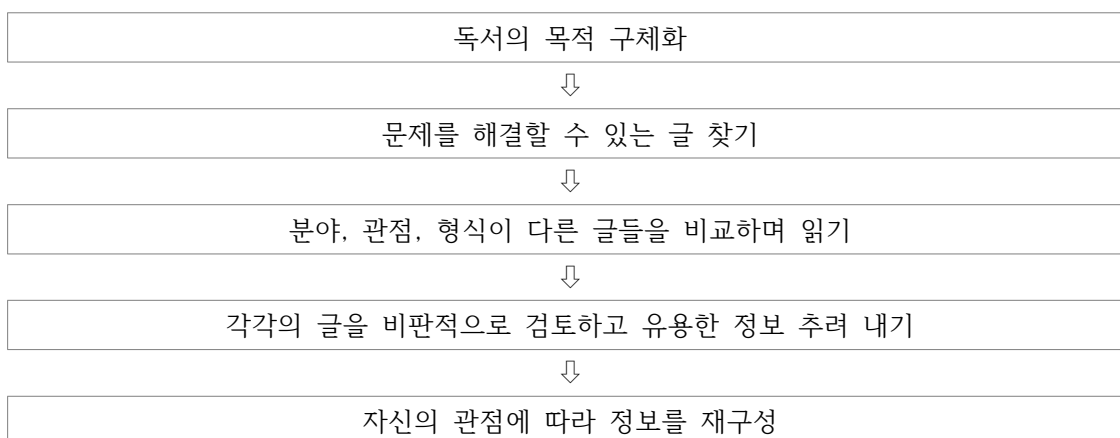 독서의 목적 구체화
⇩
문제를 해결할 수 있는 글 찾기
⇩
분야, 관점, 형식이 다른 글들을 비교하며 읽기
⇩
각각의 글을 비판적으로 검토하고 유용한 정보 추려 내기
⇩
자신의 관점에 따라 정보를 재구성